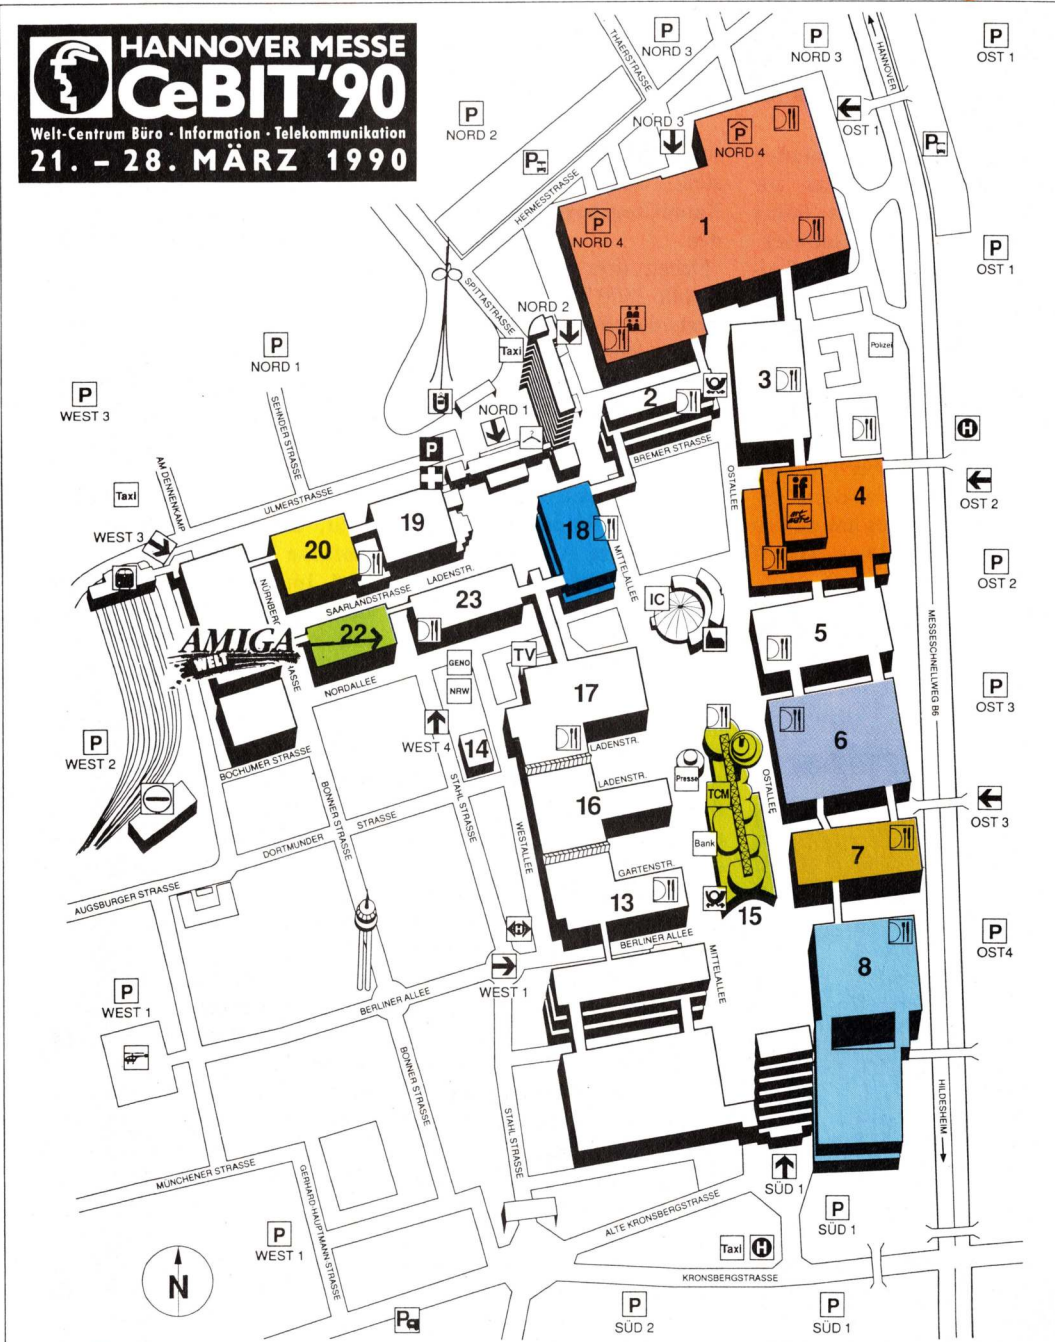 HANNOVER MESSE
CeBIT'90
Welt-Centrum Büro · Information · Telekommunikation
21. – 28. MÄRZ 1990
P
NORD 3
P
NORD 3
P
OST 1
THAERSTRASSE
HANNOVER
P
NORD 2
NORD 3
P
NORD 4
OST 1
P
P
HERMESSTRASSE
P
NORD 4
1
P
OST 1
SPITTASTRASSE
NORD 2
Taxi
Polizei
P
NORD 1
3
P
WEST 3
U
2
NORD 1
SEHNDER STRASSE
P
BREMER STRASSE
H
OST 2
AM DENNENKAMP
Taxi
ULMERSTRASSE
OSTALLEE
if
4
WEST 3
19
18
20
MITTELALLEE
P
OST 2
LADENSTR.
SAARLANDSTRASSE
23
IC
AMIGA
WELT
22
5
TV
GENO
NRW
NORDALLEE
17
P
OST 3
MESSESCHNELLWEG B6
WEST 4
14
6
P
WEST 2
LADENSTR.
BOCHUMER STRASSE
Presse
OSTALLEE
LADENSTR.
TCM
16
OST 3
BONNER STRASSE
STAHL STRASSE
DORTMUNDER STRASSE
WESTALLEE
Bank
7
GARTENSTR.
AUGSBURGER STRASSE
13
15
H
BERLINER ALLEE
P
OST4
8
MITTELALLEE
WEST 1
P
WEST 1
BERLINER ALLEE
BONNER STRASSE
STAHL STRASSE
HILDESHEIM
MÜNCHENER STRASSE
SÜD 1
GERHARD-HAUPTMANN-STRASSE
P
SÜD 1
ALTE KRONSBERGSTRASSE
P
WEST 1
Taxi
H
N
KRONSBERGSTRASSE
P
P
SÜD 2
P
SÜD 1